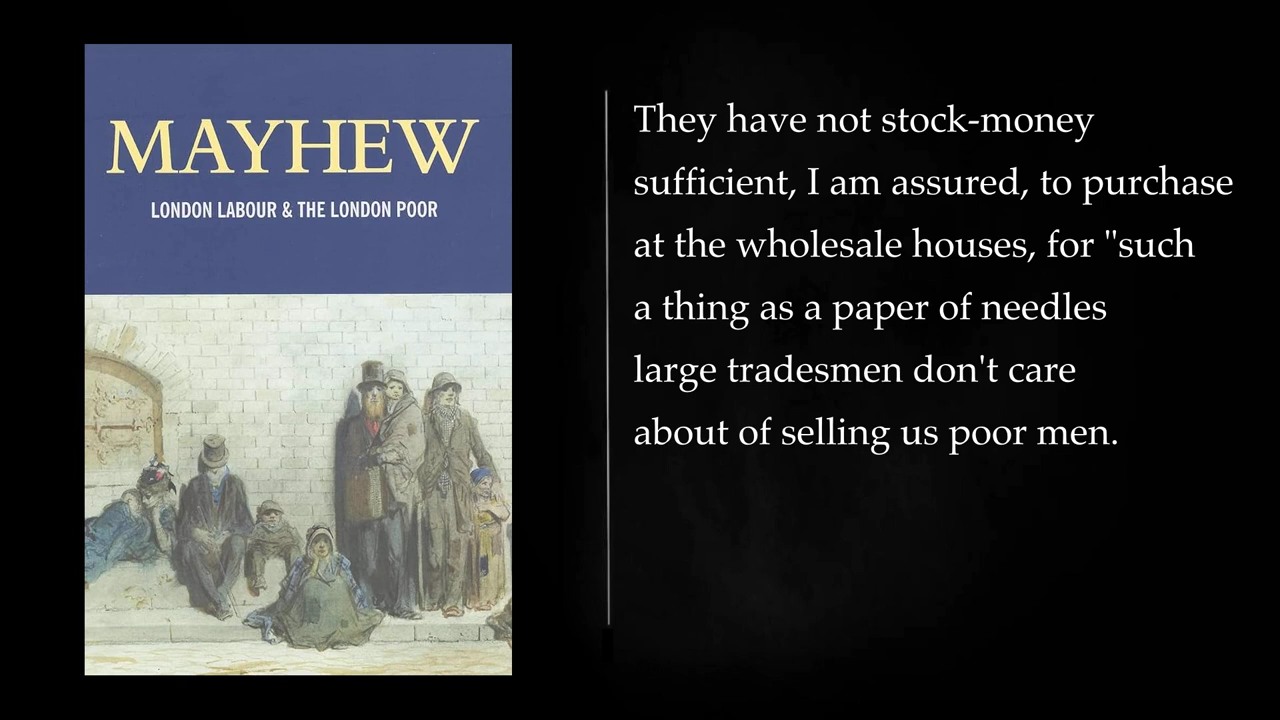 MAYHEW
LONDON LABOUR & THE LONDON POOR
They have not stock-money
sufficient, I am assured, to purchase
at the wholesale houses, for "such
a thing as a paper of needles
large tradesmen don't care
about of selling us poor men.